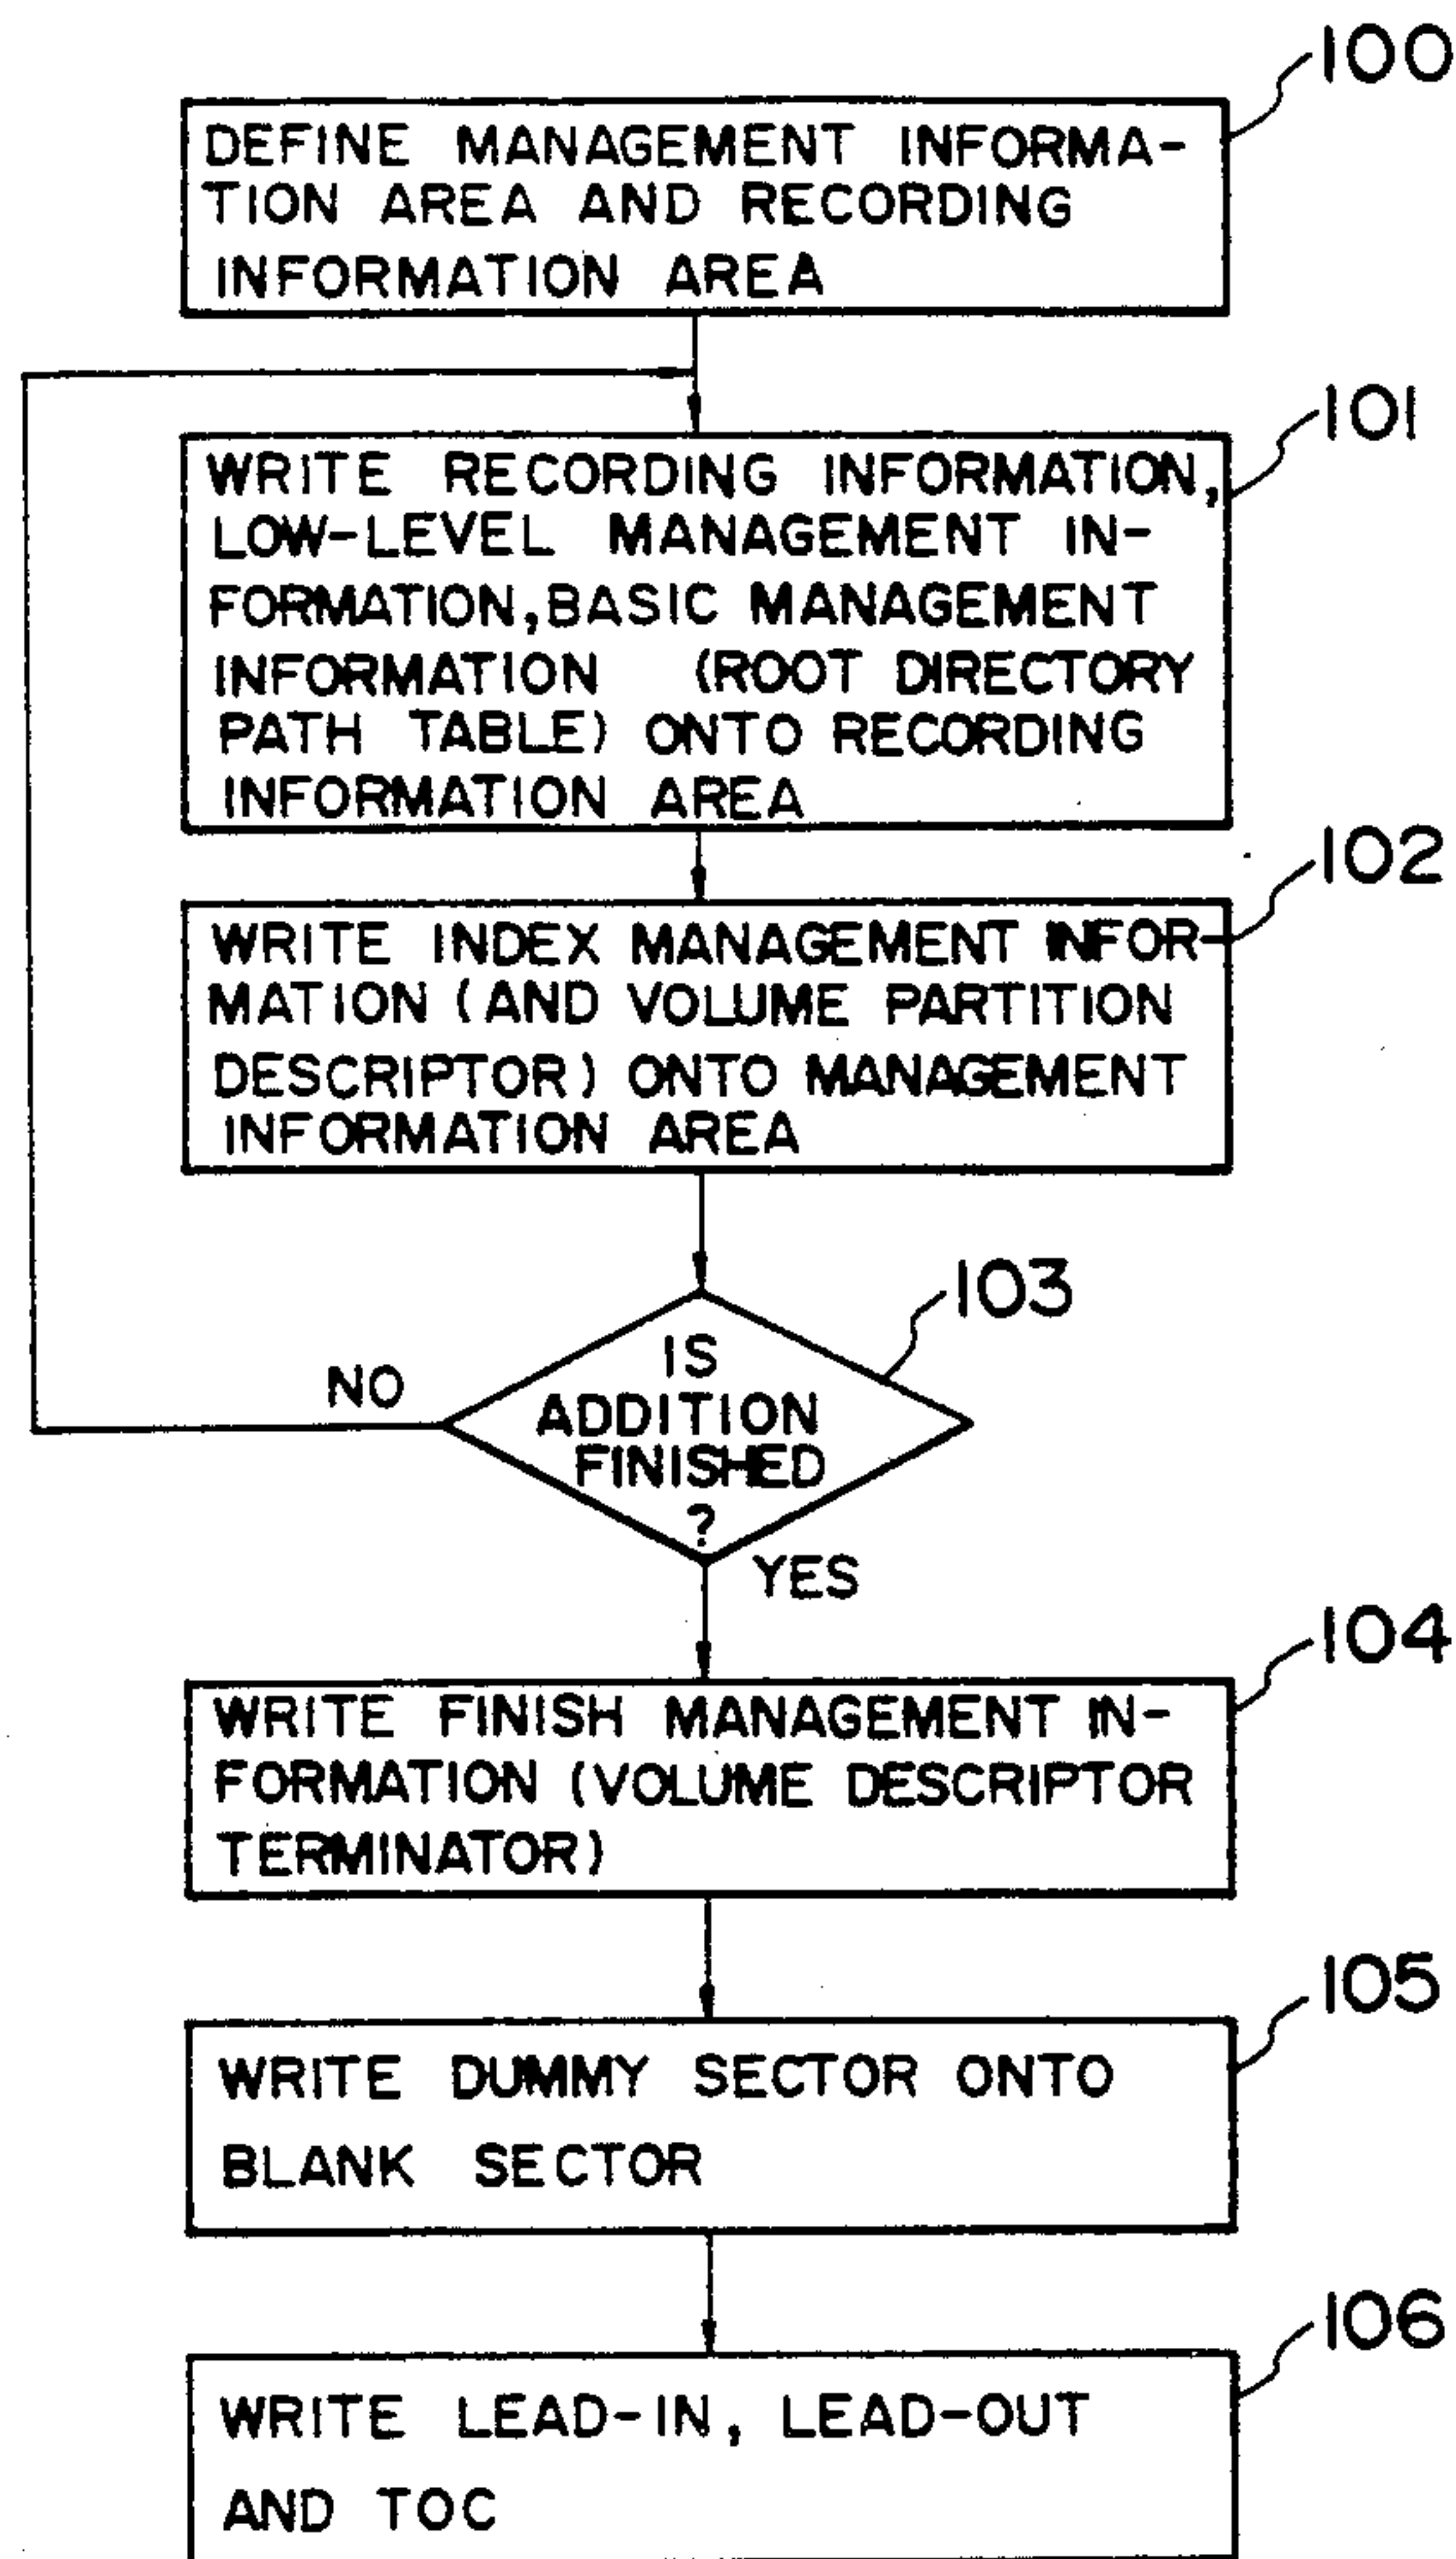 100
DEFINE MANAGEMENT INFORMA-
TION AREA AND RECORDING
INFORMATION AREA
101
WRITE RECORDING INFORMATION,
LOW-LEVEL MANAGEMENT IN-
FORMATION, BASIC MANAGEMENT
INFORMATION (ROOT DIRECTORY
PATH TABLE) ONTO RECORDING
INFORMATION AREA
102
WRITE INDEX MANAGEMENT INFOR-
MATION (AND VOLUME PARTITION
DESCRIPTOR) ONTO MANAGEMENT
INFORMATION AREA
103
IS
ADDITION
FINISHED
?
NO
YES
104
WRITE FINISH MANAGEMENT IN-
FORMATION (VOLUME DESCRIPTOR
TERMINATOR)
105
WRITE DUMMY SECTOR ONTO
BLANK SECTOR
106
WRITE LEAD-IN, LEAD-OUT
AND TOC